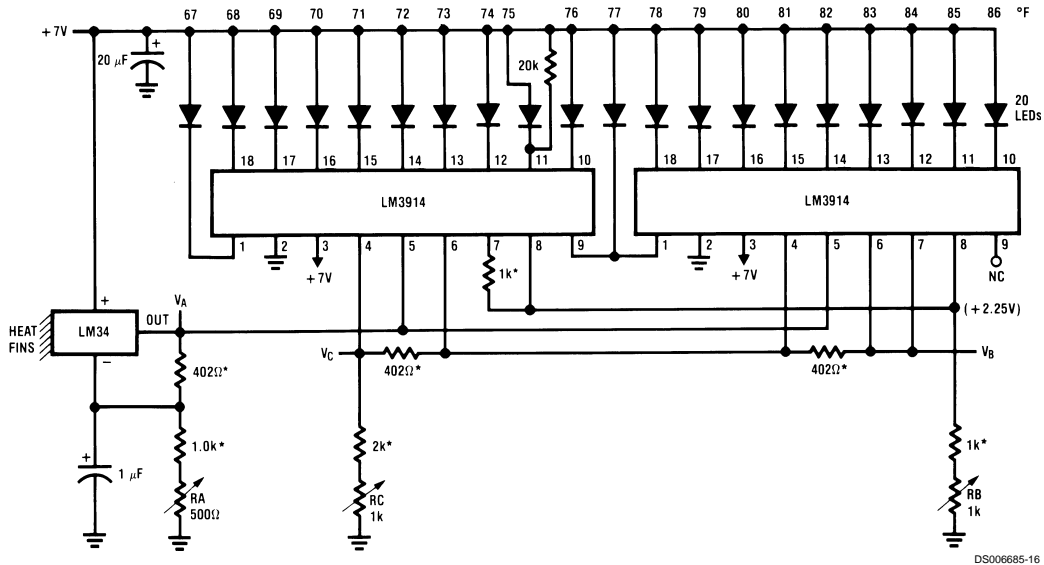 67 68 69 70 71 72 73 74 75 76 77 78 79 80 81 82 83 84 85 86 °F
+7V
+
20 μF
20k
20
LEDs
18 17 16 15 14 13 12 11 10
18 17 16 15 14 13 12 11 10
LM3914
LM3914
1 2 3 4 5 6 7 8 9
1 2 3 4 5 6 7 8 9
+7V
1k*
+7V
NC
+
VA
OUT
(+2.25V)
HEAT
FINS
LM34
−
VC
VB
402Ω*
402Ω*
402Ω*
1.0k*
2k*
1k*
+
1 μF
RA
500Ω
RC
1k
RB
1k
DS006685-16